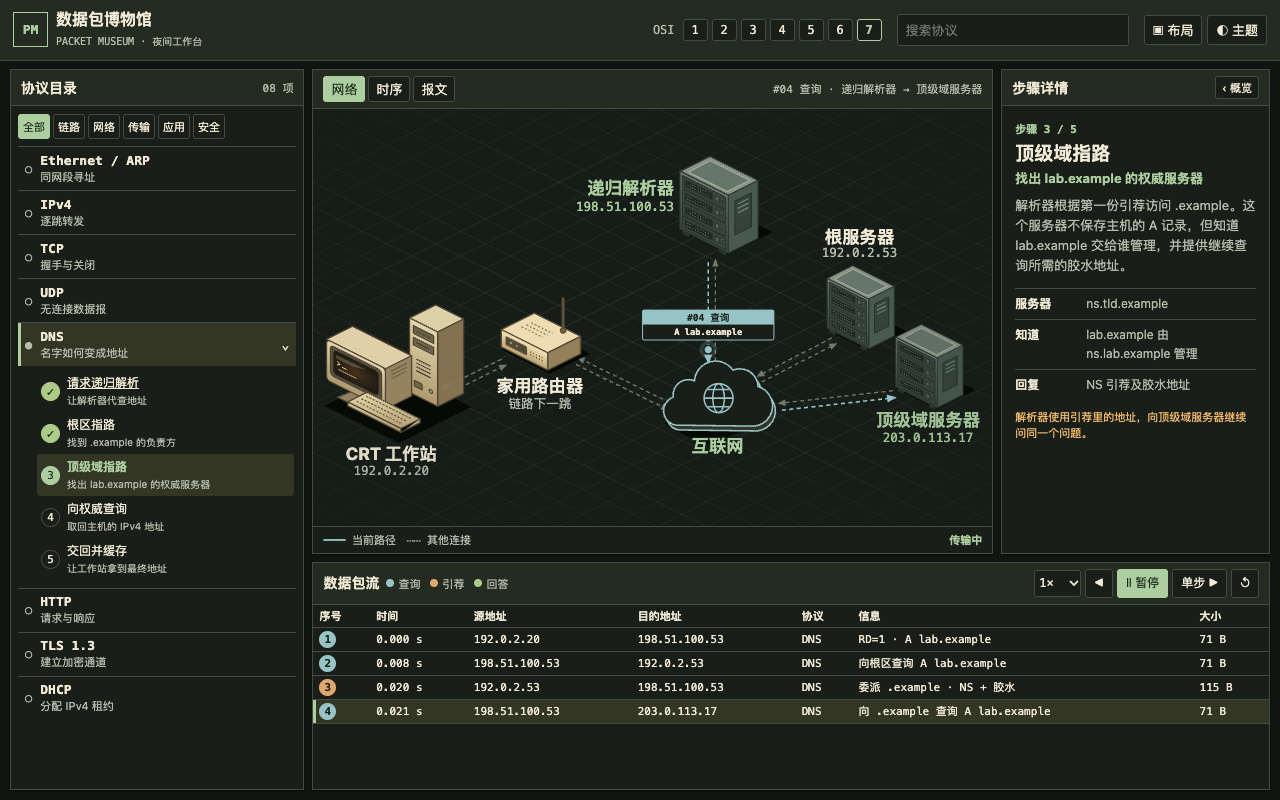 PM
数据包博物馆
PACKET MUSEUM · 夜间工作台
OSI 1 2 3 4 5 6 7
搜索协议
▣ 布局
◐ 主题
协议目录 08 项
全部 链路 网络 传输 应用 安全
Ethernet / ARP
同网段寻址
IPv4
逐跳转发
TCP
握手与关闭
UDP
无连接数据报
DNS
名字如何变成地址
✓ 请求递归解析
让解析器代查地址
✓ 根区指路
找到 .example 的负责方
3 顶级域指路
找出 lab.example 的权威服务器
4 向权威查询
取回主机的 IPv4 地址
5 交回并缓存
让工作站拿到最终地址
HTTP
请求与响应
TLS 1.3
建立加密通道
DHCP
分配 IPv4 租约
网络 时序 报文
#04 查询 · 递归解析器 → 顶级域服务器
递归解析器
198.51.100.53
根服务器
192.0.2.53
#04 查询
A lab.example
家用路由器
链路下一跳
顶级域服务器
203.0.113.17
互联网
CRT 工作站
192.0.2.20
当前路径 其他连接
传输中
步骤详情 ‹ 概览
步骤 3 / 5
顶级域指路
找出 lab.example 的权威服务器
解析器根据第一份引荐访问 .example。这
个服务器不保存主机的 A 记录，但知道
lab.example 交给谁管理，并提供继续查
询所需的胶水地址。
服务器 ns.tld.example
知道 lab.example 由
ns.lab.example 管理
回复 NS 引荐及胶水地址
解析器使用引荐里的地址，向顶级域服务器继续
问同一个问题。
数据包流 查询 引荐 回答
1× ◀ Ⅱ 暂停 单步 ▶ ↺
序号 时间 源地址 目的地址 协议 信息 大小
1 0.000 s 192.0.2.20 198.51.100.53 DNS RD=1 · A lab.example 71 B
2 0.008 s 198.51.100.53 192.0.2.53 DNS 向根区查询 A lab.example 71 B
3 0.020 s 192.0.2.53 198.51.100.53 DNS 委派 .example · NS + 胶水 115 B
4 0.021 s 198.51.100.53 203.0.113.17 DNS 向 .example 查询 A lab.example 71 B